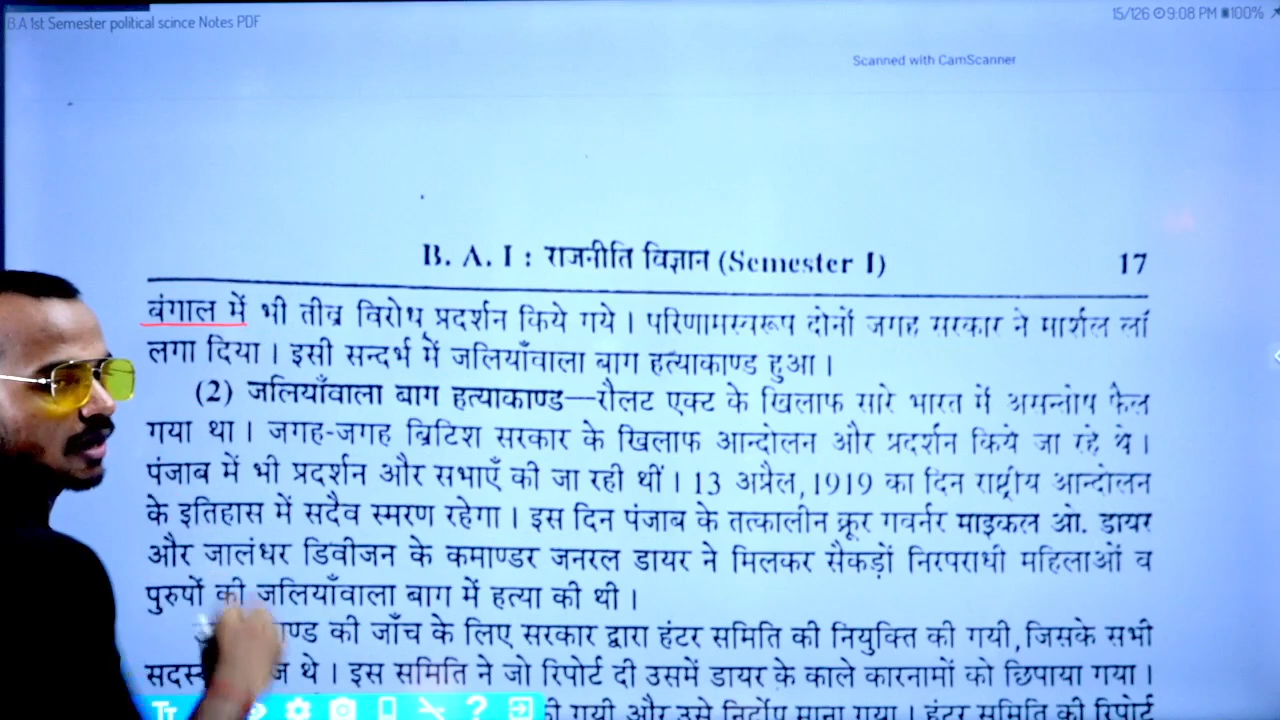 B.A 1st Semester political scince Notes PDF
15/126 9:08 PM 100%
Scanned with CamScanner
B. A. I : राजनीति विज्ञान (Semester I) 17
बंगाल में भी तीव्र विरोध प्रदर्शन किये गये । परिणामस्वरूप दोनों जगह सरकार ने मार्शल लॉ
लगा दिया । इसी सन्दर्भ में जलियाँवाला बाग हत्याकाण्ड हुआ ।
(2) जलियाँवाला बाग हत्याकाण्ड—रौलट एक्ट के खिलाफ सारे भारत में असन्तोष फैल
गया था । जगह-जगह ब्रिटिश सरकार के खिलाफ आन्दोलन और प्रदर्शन किये जा रहे थे ।
पंजाब में भी प्रदर्शन और सभाएँ की जा रही थीं । 13 अप्रैल, 1919 का दिन राष्ट्रीय आन्दोलन
के इतिहास में सदैव स्मरण रहेगा । इस दिन पंजाब के तत्कालीन क्रूर गवर्नर माइकल ओ. डायर
और जालंधर डिवीजन के कमाण्डर जनरल डायर ने मिलकर सैकड़ों निरपराधी महिलाओं व
पुरुषों की जलियाँवाला बाग में हत्या की थी ।
की जाँच के लिए सरकार द्वारा हंटर समिति की नियुक्ति की गयी, जिसके सभी
थे । इस समिति ने जो रिपोर्ट दी उसमें डायर के काले कारनामों को छिपाया गया ।
की गयी और उसे निर्दोष माना गया । हंटर समिति की रिपोर्ट